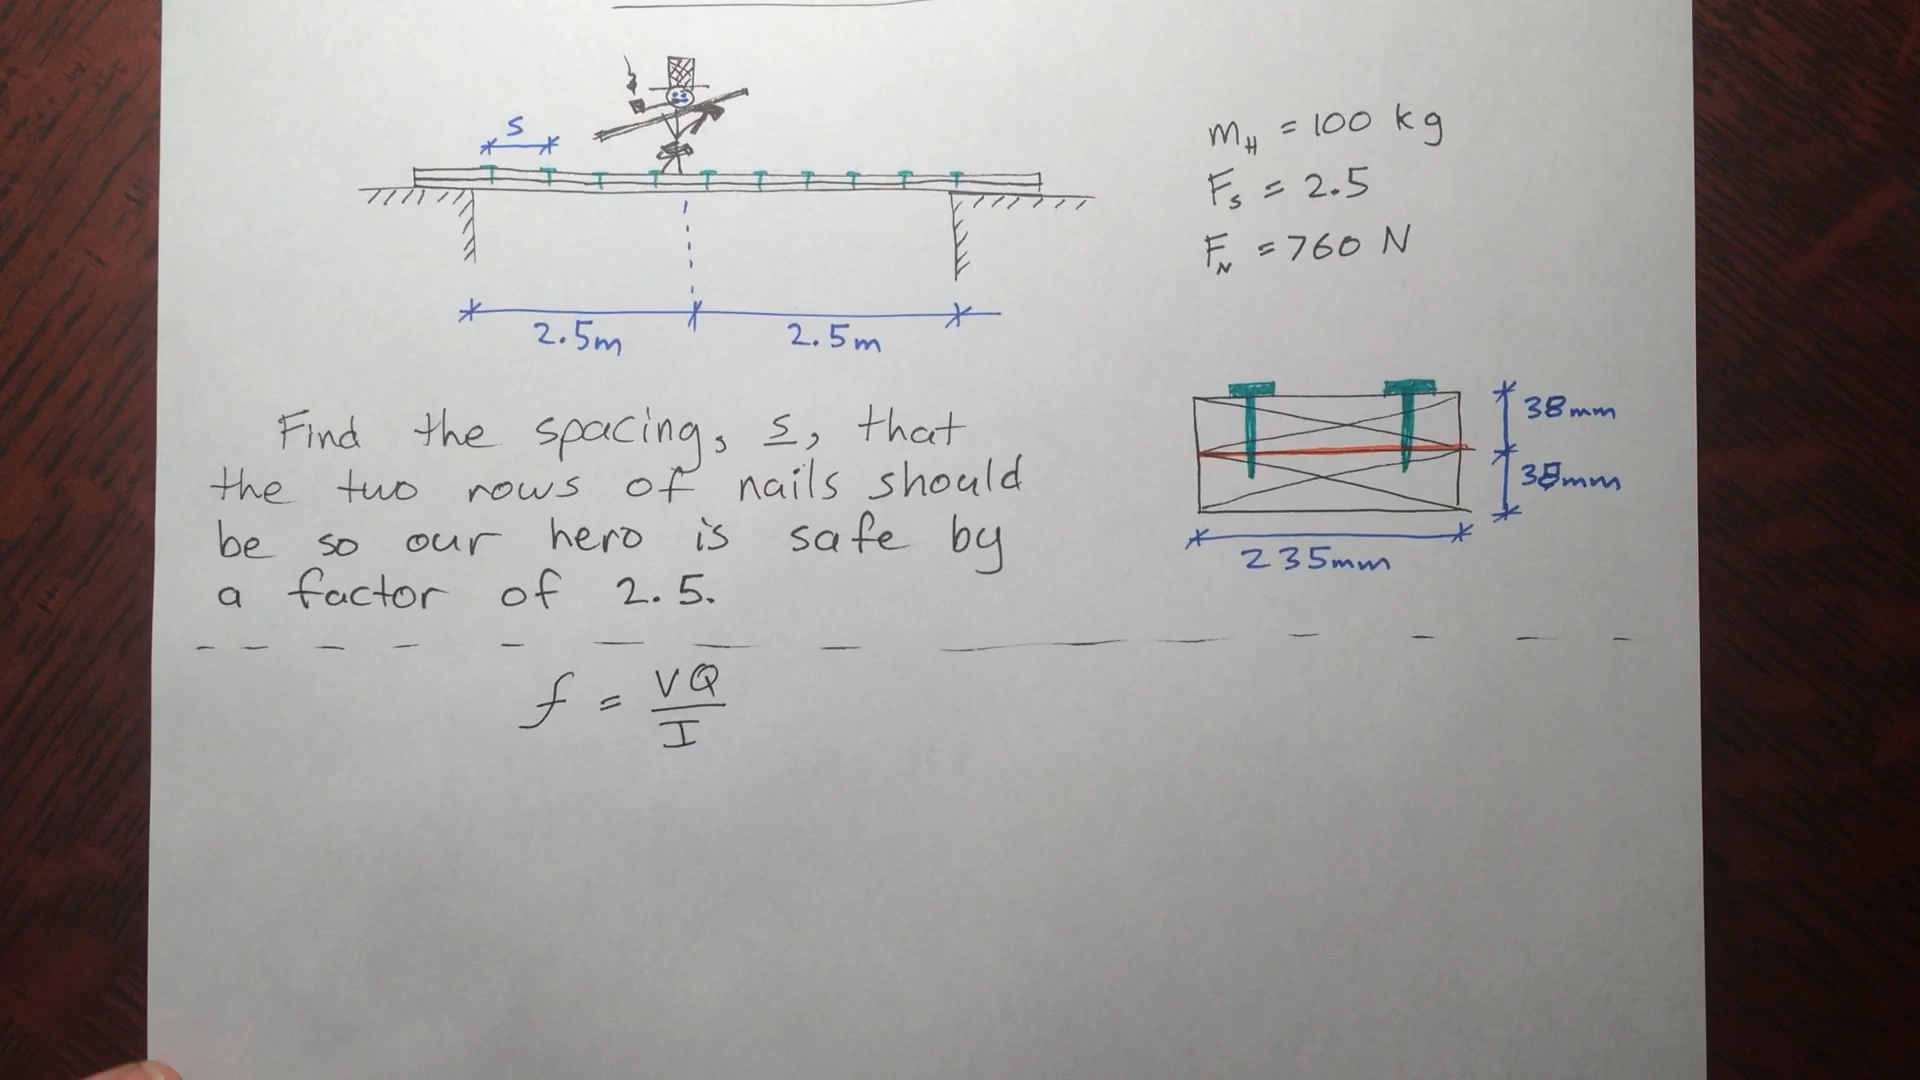 s
m_H = 100 kg
F_s = 2.5
F_N = 760 N
2.5m 2.5m
38mm
38mm
235mm
Find the spacing, s, that
the two rows of nails should
be so our hero is safe by
a factor of 2.5.
f = VQ / I